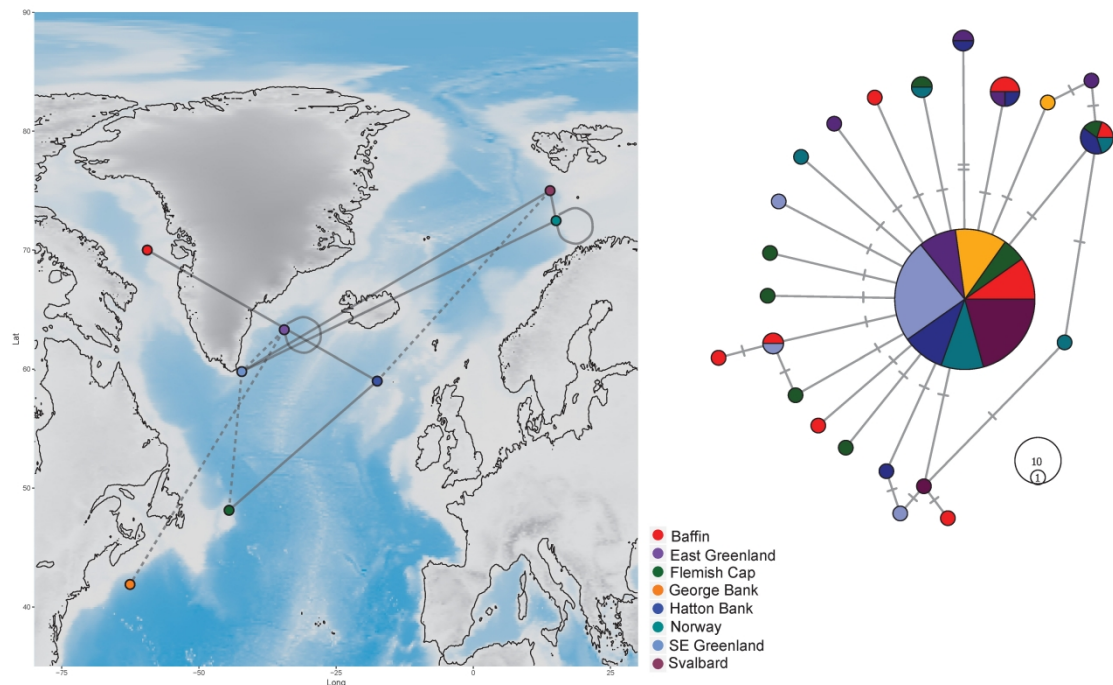 90
80
70
60
50
40
Lat
-75
-50
-25
0
25
Long
Baffin
East Greenland
Flemish Cap
George Bank
Hatton Bank
Norway
SE Greenland
Svalbard
10
1